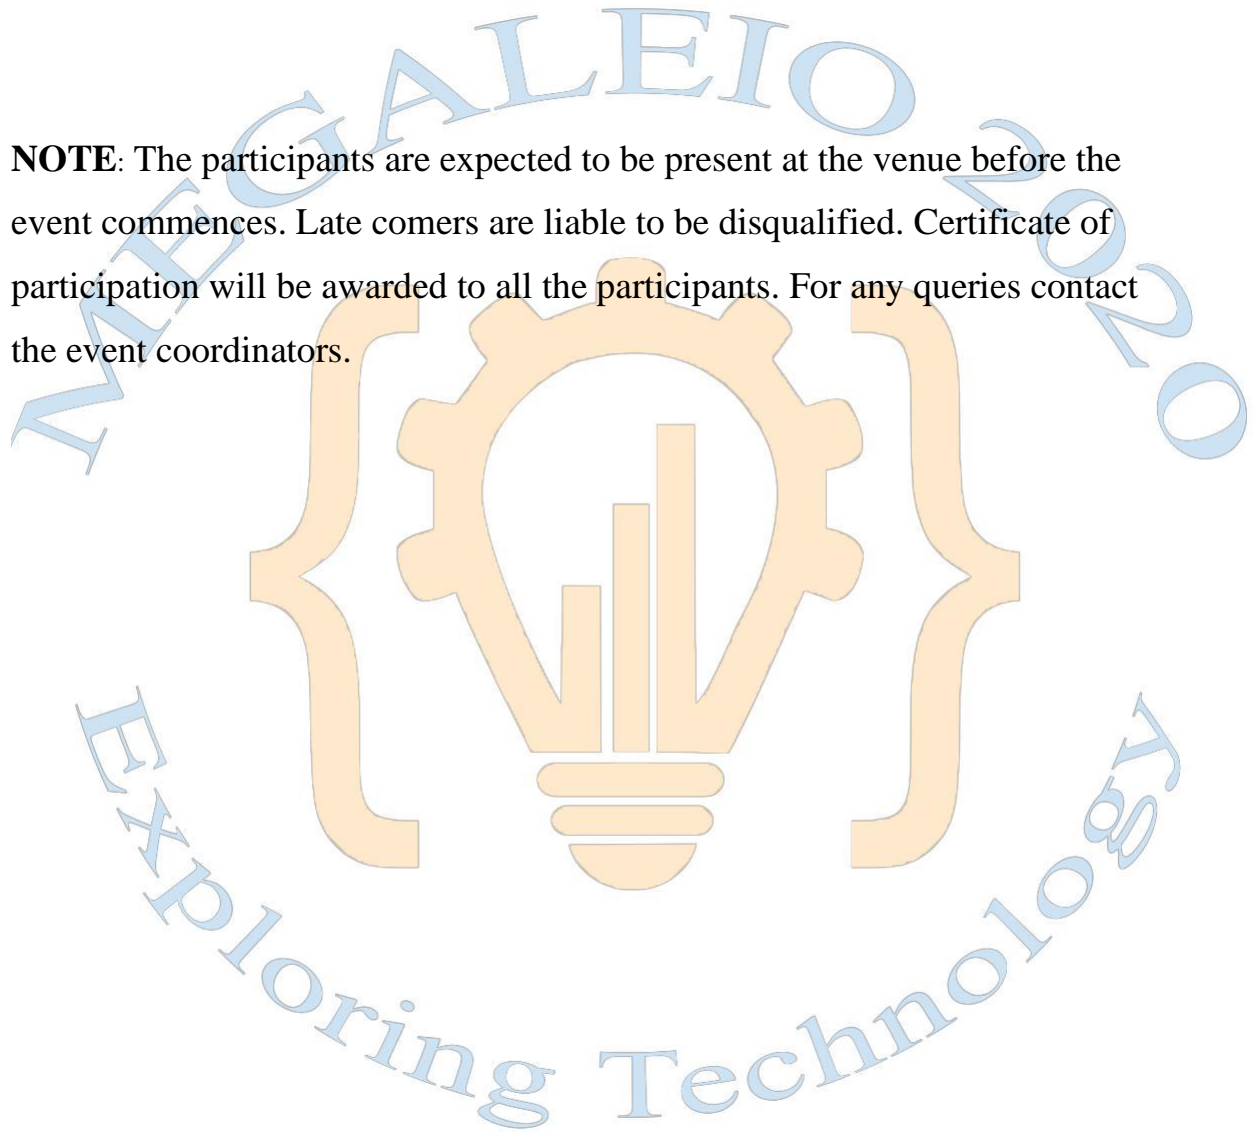 MEGALEIO 2020
NOTE: The participants are expected to be present at the venue before the
event commences. Late comers are liable to be disqualified. Certificate of
participation will be awarded to all the participants. For any queries contact
the event coordinators.
Exploring Technology